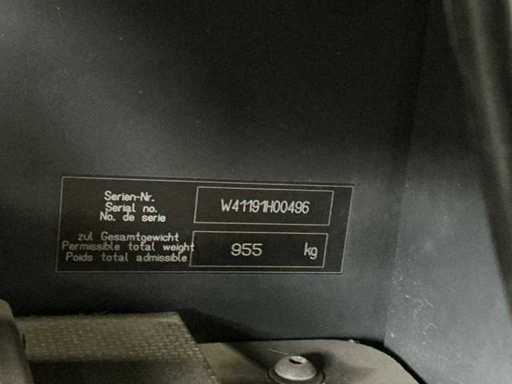 Serien-Nr.
Serial no.
No. de serie
W41191H00496
zul Gesamtgewicht
Permissible total weight
Poids total admissible
955 kg